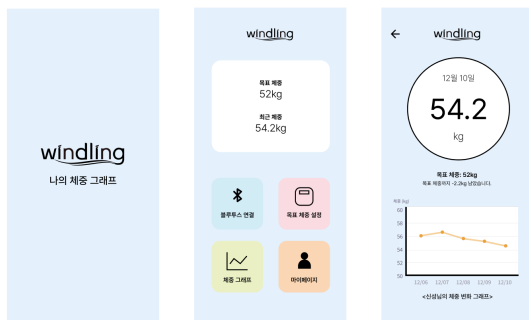 windling
나의 체중 그래프
windling
목표 체중
52kg
최근 체중
54.2kg
블루투스 연결
목표 체중 설정
체중 그래프
마이페이지
windling
12월 10일
54.2
kg
목표 체중: 52kg
목표 체중까지 -2.2kg 남았습니다.
체중 (kg)
68
58
56
54
52
50
12/06 12/07 12/08 12/09 12/10
<신성님의 체중 변화 그래프>